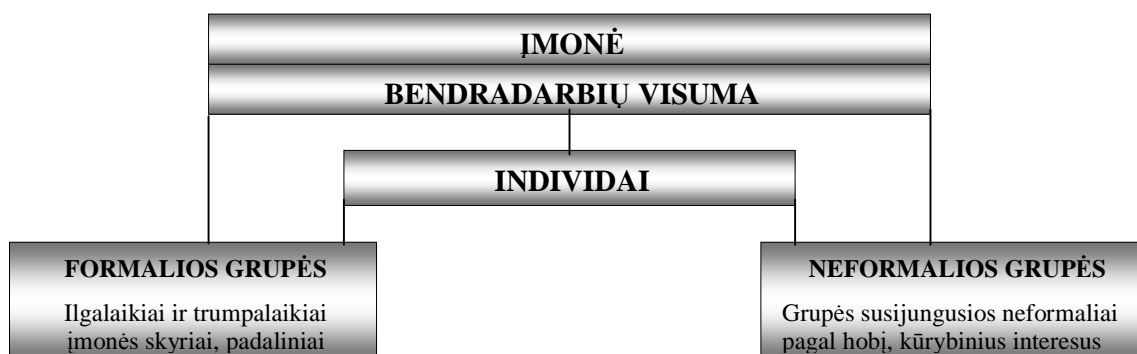 ĮMONĖ
BENDRADARBIŲ VISUMA
INDIVIDAI
FORMALIOS GRUPĖS
Ilgalaikiai ir trumpalaikiai
įmonės skyriai, padaliniai
NEFORMALIOS GRUPĖS
Grupės susijungusios neformaliai
pagal hobį, kūrybinius interesus